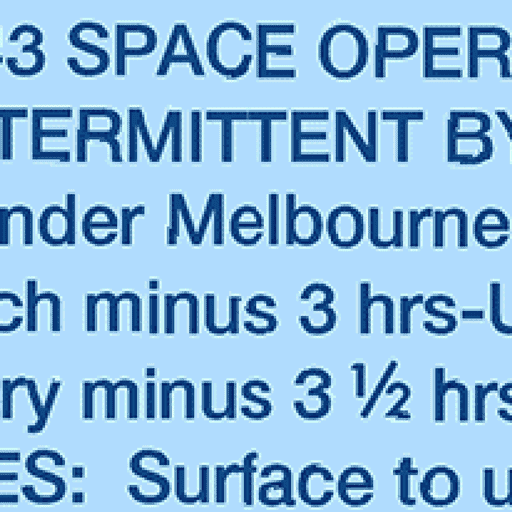 43 SPACE OPER
TERMITTENT BY
nder Melbourne
ch minus 3 hrs-U
ry minus 3 ½ hrs
ES: Surface to u